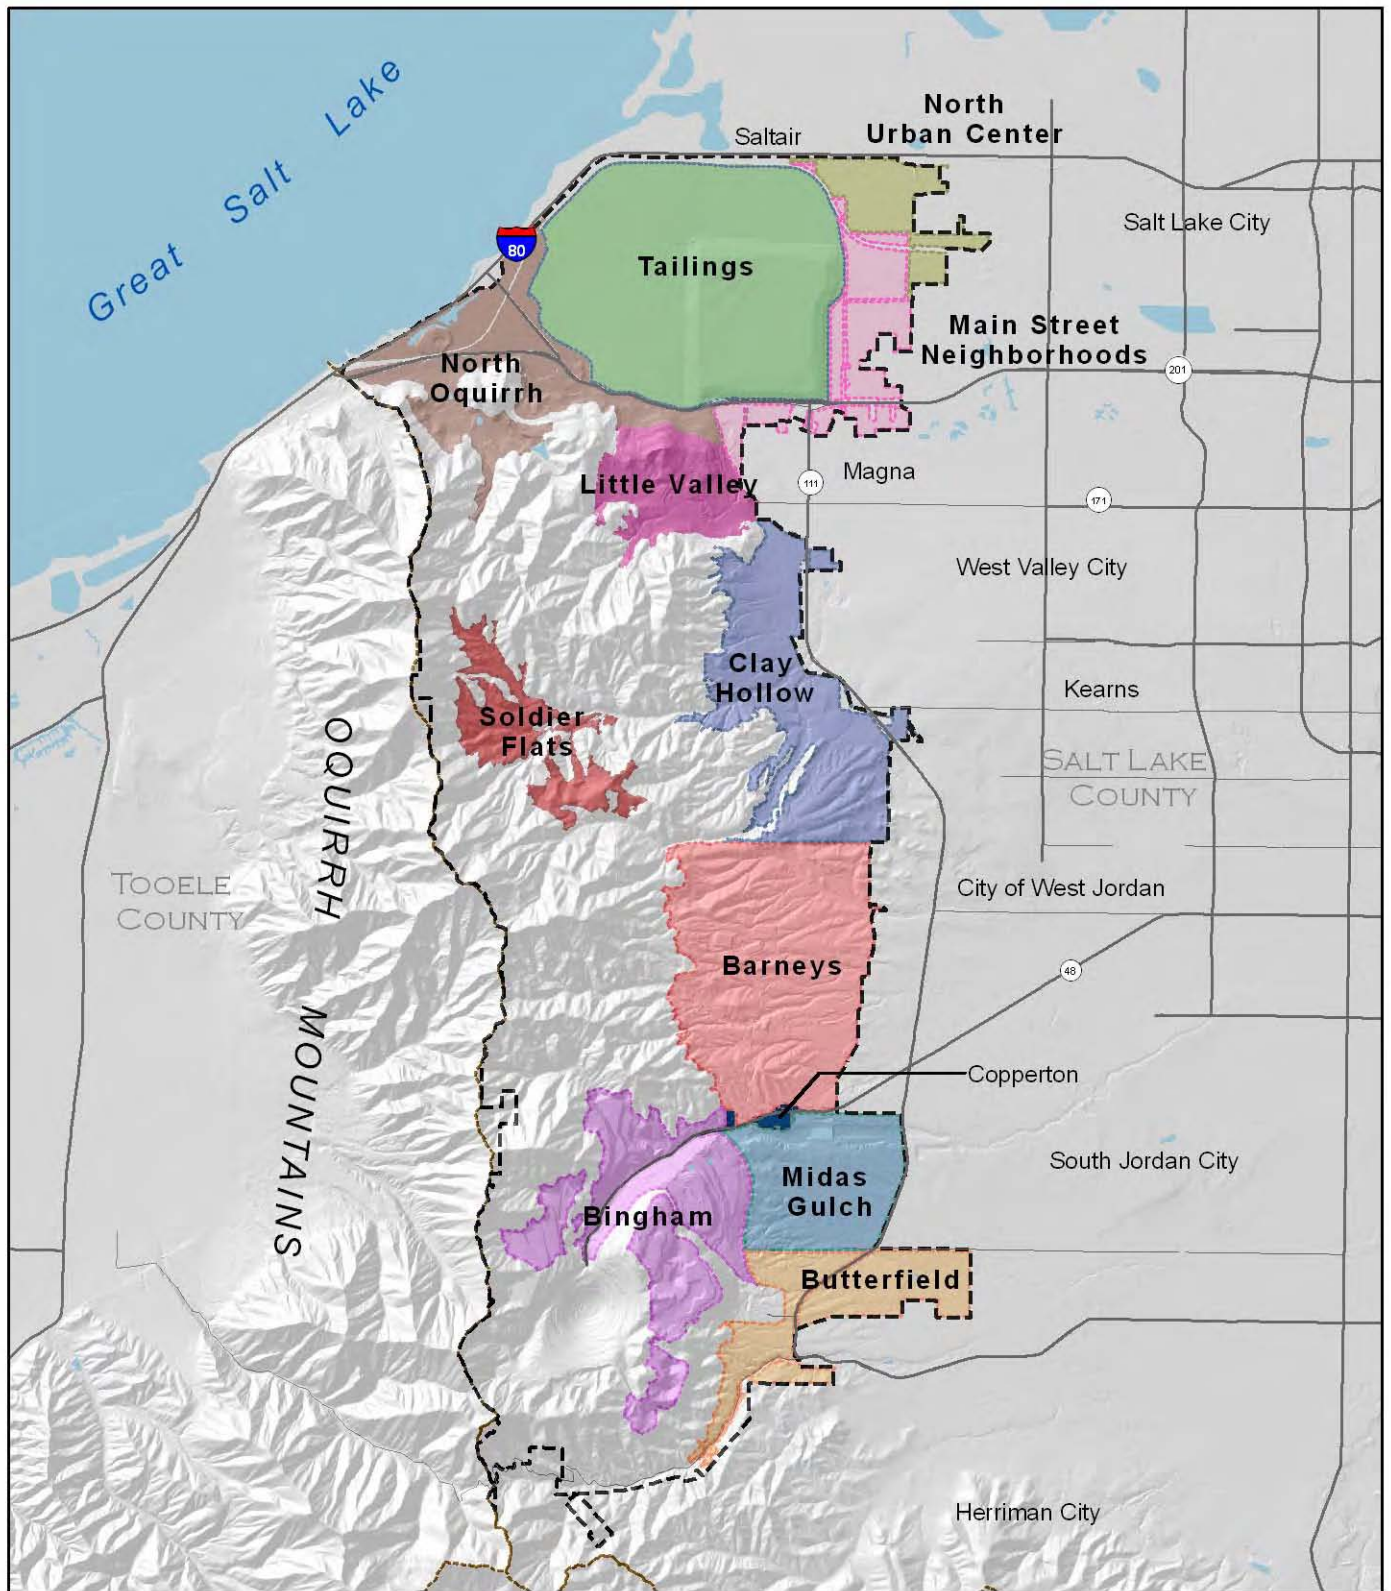 Great Salt Lake
North
Urban Center
Saltair
Salt Lake City
80
Tailings
Main Street
Neighborhoods
North
Oquirrh
201
Little Valley
111
Magna
171
West Valley City
Clay
Hollow
Kearns
Soldier
Flats
SALT LAKE
COUNTY
OQUIRRH
MOUNTAINS
TOOELE
COUNTY
City of West Jordan
Barneys
48
Copperton
South Jordan City
Midas
Gulch
Bingham
Butterfield
Herriman City